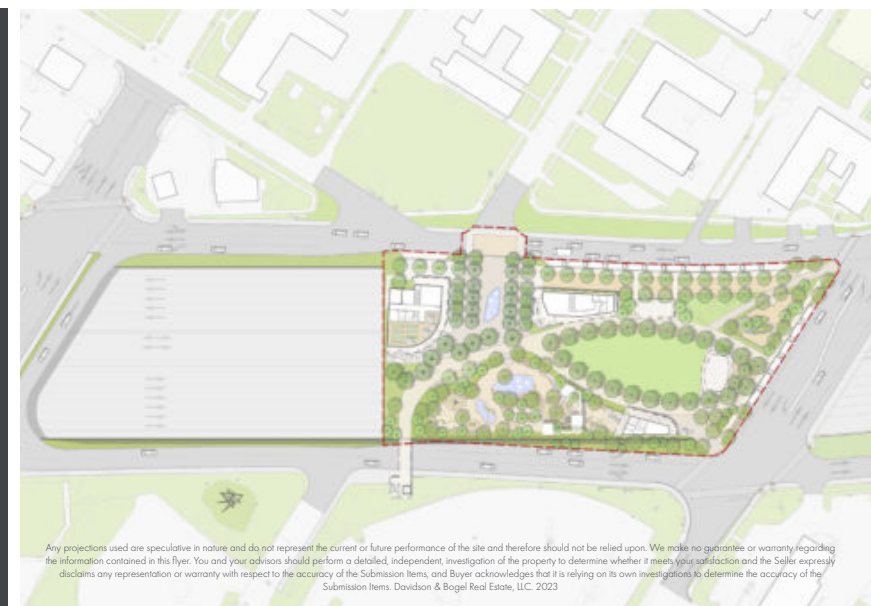 Any projections used are speculative in nature and do not represent the current or future performance of the site and therefore should not be relied upon. We make no guarantee or warranty regarding
the information contained in this flyer. You and your advisors should perform a detailed, independent, investigation of the property to determine whether it meets your satisfaction and the Seller expressly
disclaims any representation or warranty with respect to the accuracy of the Submission Items, and Buyer acknowledges that it is relying on its own investigations to determine the accuracy of the
Submission Items. Davidson & Bogel Real Estate, LLC. 2023